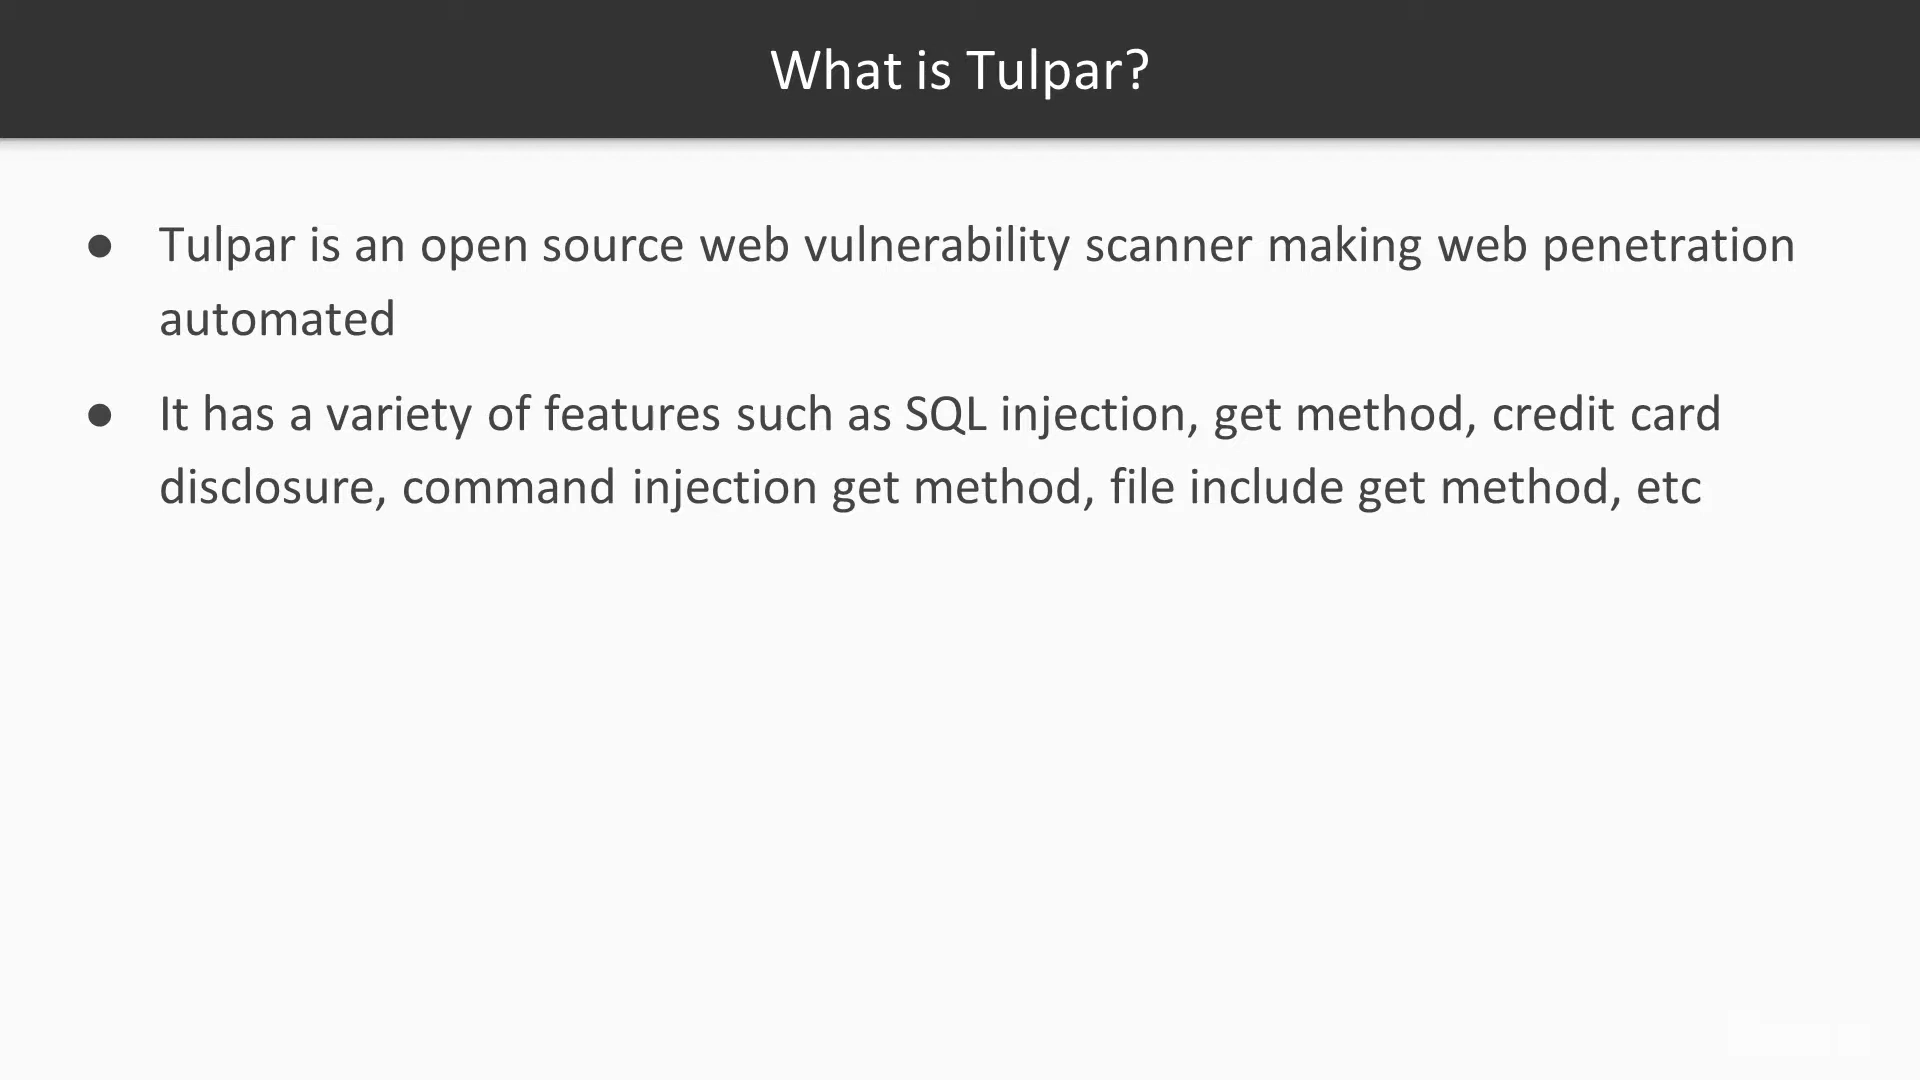 What is Tulpar?
● Tulpar is an open source web vulnerability scanner making web penetration
automated
● It has a variety of features such as SQL injection, get method, credit card
disclosure, command injection get method, file include get method, etc